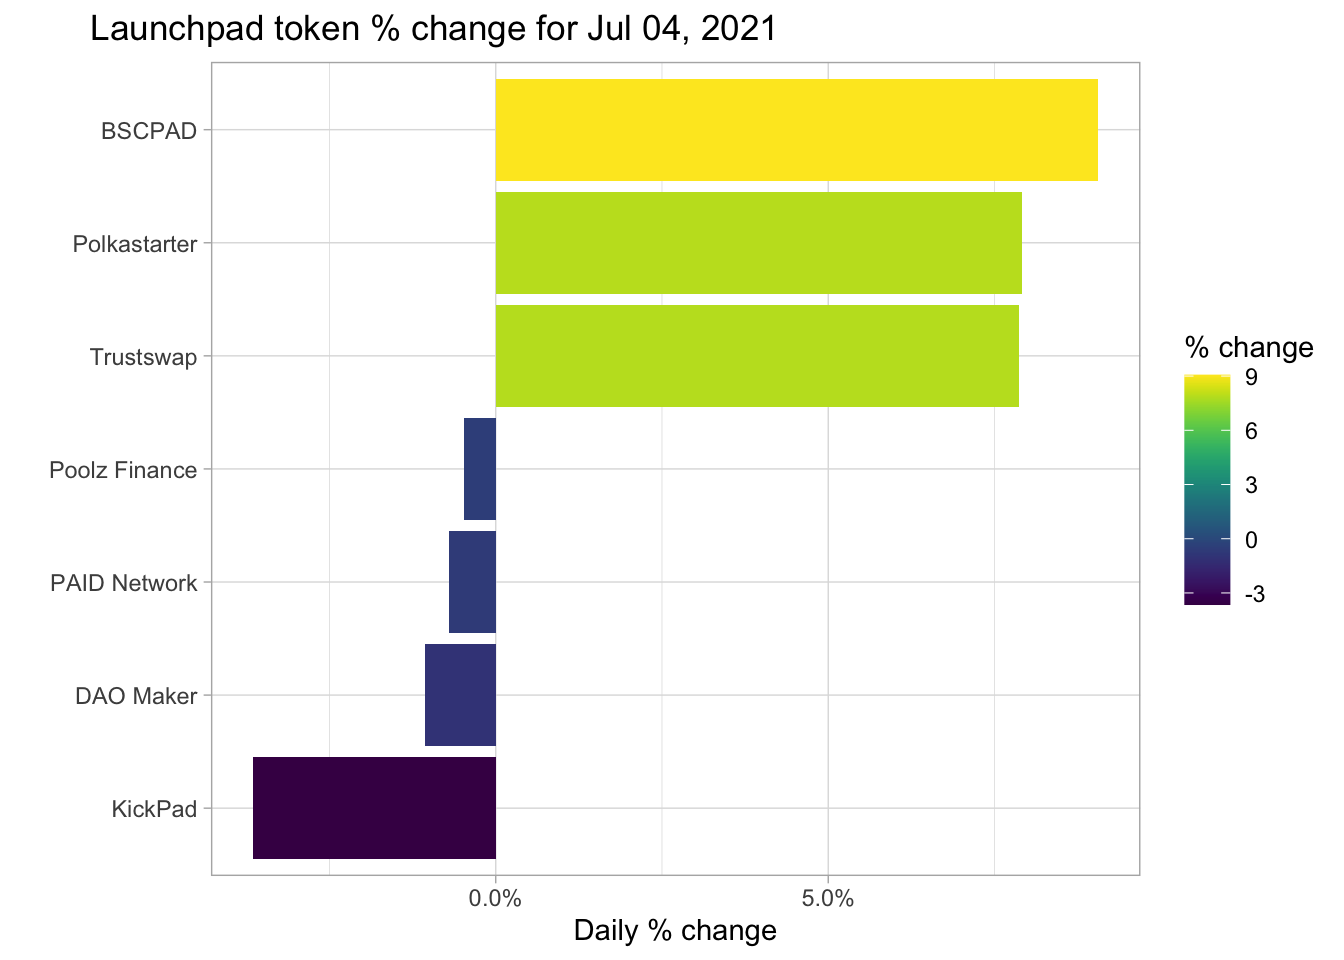 Launchpad token % change for Jul 04, 2021
BSCPAD
Polkastarter
Trustswap
Poolz Finance
PAID Network
DAO Maker
KickPad
0.0%
5.0%
Daily % change
% change
9
6
3
0
-3